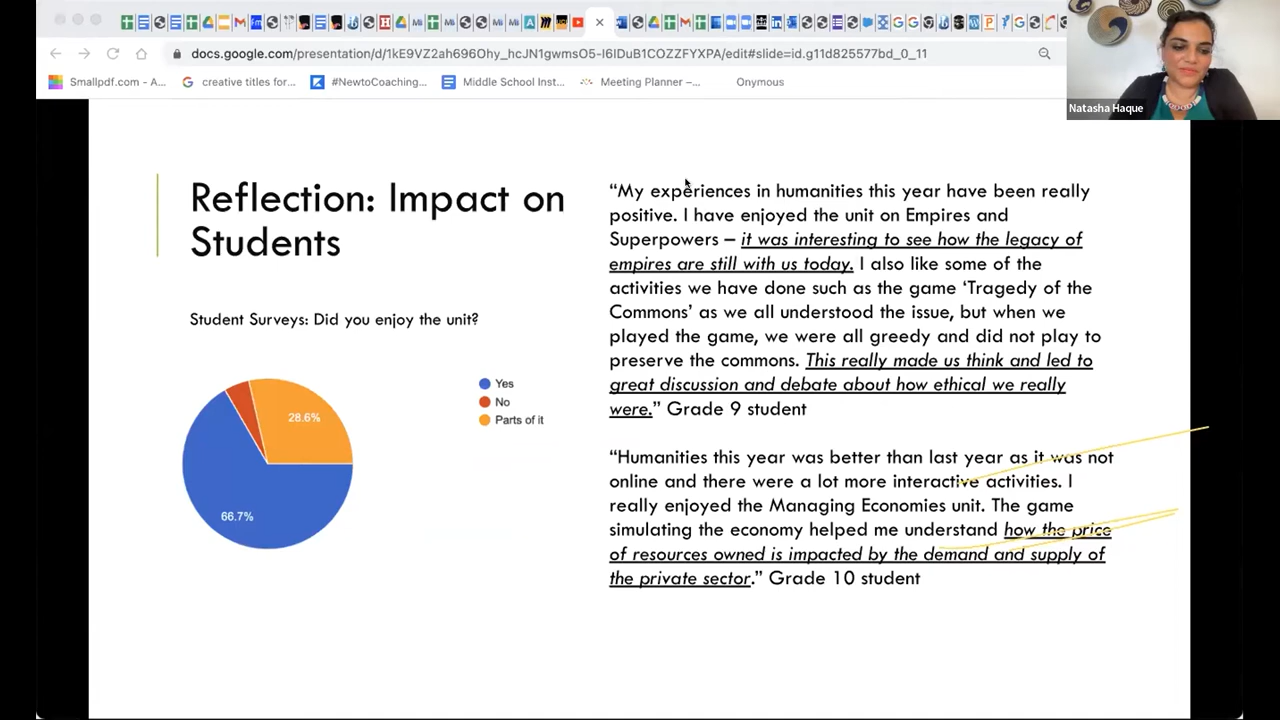 docs.google.com/presentation/d/1kE9VZ2ah696Ohy_hcJN1gwmsO5-I6IDuB1COZZFYXPA/edit#slide=id.g11d825577bd_0_11
Smallpdf.com - A...
creative titles for...
#NewtoCoaching...
Middle School Inst...
Meeting Planner –...
Onymous
Natasha Haque
Reflection: Impact on
Students
Student Surveys: Did you enjoy the unit?
Yes
No
Parts of it
28.6%
66.7%
“My experiences in humanities this year have been really
positive. I have enjoyed the unit on Empires and
Superpowers – it was interesting to see how the legacy of
empires are still with us today. I also like some of the
activities we have done such as the game ‘Tragedy of the
Commons’ as we all understood the issue, but when we
played the game, we were all greedy and did not play to
preserve the commons. This really made us think and led to
great discussion and debate about how ethical we really
were.” Grade 9 student
“Humanities this year was better than last year as it was not
online and there were a lot more interactive activities. I
really enjoyed the Managing Economies unit. The game
simulating the economy helped me understand how the price
of resources owned is impacted by the demand and supply of
the private sector.” Grade 10 student